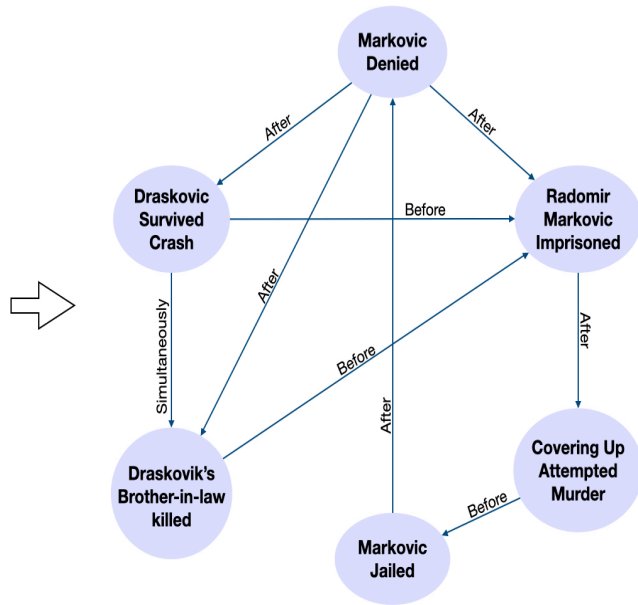 Markovic
Denied
After
After
Draskovic
Survived
Crash
Before
Radomir
Markovic
Imprisoned
Simultaneously
After
Before
After
After
Draskovik's
Brother-in-law
killed
Covering Up
Attempted
Murder
Before
Markovic
Jailed